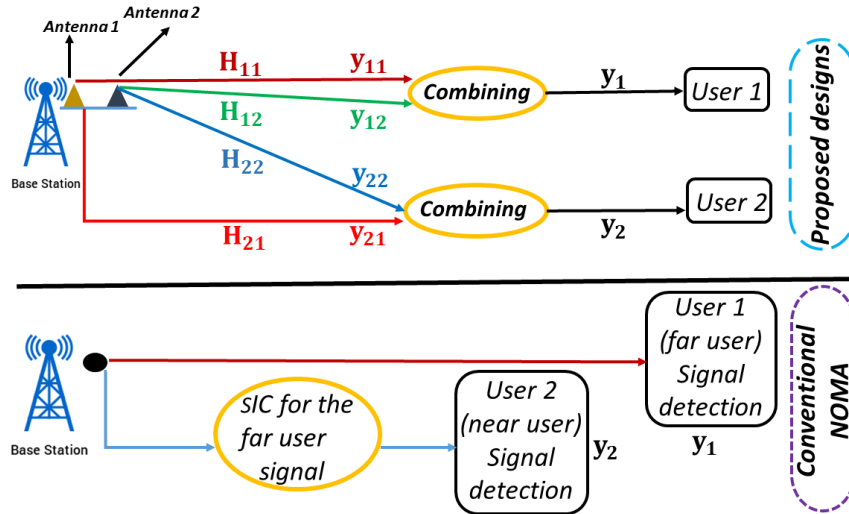 Antenna 1
Antenna 2
H₁₁
y₁₁
Combining
y₁
User 1
H₁₂
y₁₂
Base Station
H₂₂
y₂₂
Combining
y₂
User 2
H₂₁
y₂₁
Proposed designs
Base Station
SIC for the
far user
signal
User 2
(near user)
Signal
detection
y₂
User 1
(far user)
Signal
detection
y₁
Conventional
NOMA